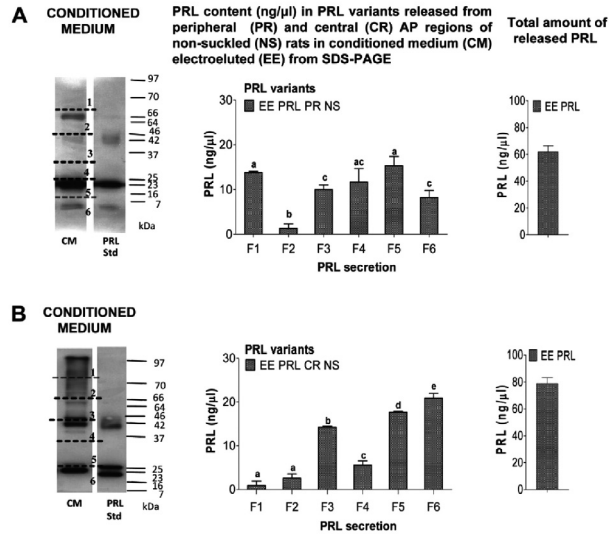 A
CONDITIONED
MEDIUM
PRL content (ng/µl) in PRL variants released from
peripheral (PR) and central (CR) AP regions of
non-suckled (NS) rats in conditioned medium (CM)
electroeluted (EE) from SDS-PAGE
Total amount of
released PRL
97
70
66
64
46
42
37
25
23
16
7
kDa
1
2
3
4
5
6
CM
PRL
Std
PRL variants
EE PRL PR NS
PRL (ng/µl)
30
20
10
0
a
b
c
ac
a
c
F1 F2 F3 F4 F5 F6
PRL secretion
EE PRL
PRL (ng/µl)
100
80
60
40
20
0
B
CONDITIONED
MEDIUM
97
70
66
64
46
42
37
25
23
16
7
kDa
1
2
3
4
5
6
CM
PRL
Std
PRL variants
EE PRL CR NS
PRL (ng/µl)
30
20
10
0
a
a
b
c
d
e
F1 F2 F3 F4 F5 F6
PRL secretion
EE PRL
PRL (ng/µl)
100
80
60
40
20
0